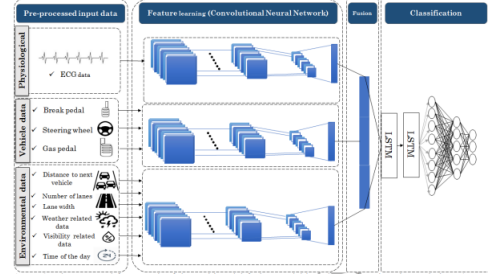 Pre-processed input data
Feature learning (Convolutional Neural Network)
Fusion
Classification
Physiological
✓ ECG data
Vehicle data
✓ Break pedal
✓ Steering wheel
✓ Gas pedal
Environmental data
✓ Distance to next
vehicle
✓ Number of lanes
✓ Lane width
✓ Weather related
data
✓ Visibility related
data
✓ Time of the day
24
LSTM
LSTM